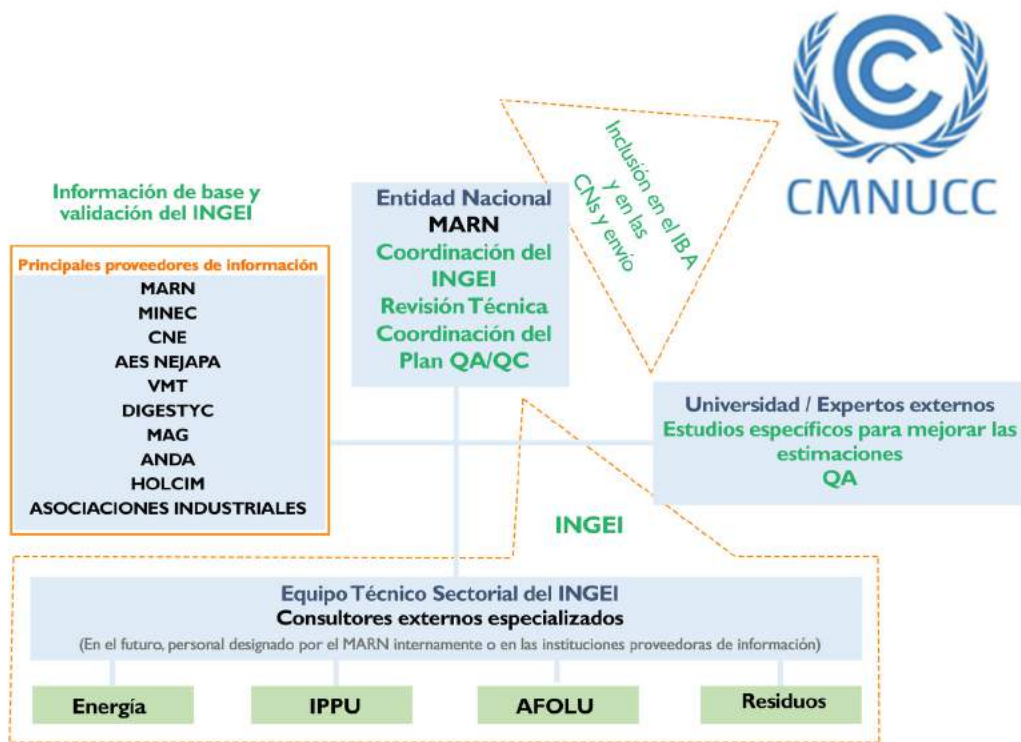 CMNUCC
Inclusión en el IBA
y en las
CNs y envío
Información de base y
validación del INGEI
Principales proveedores de información
MARN
MINEC
CNE
AES NEJAPA
VMT
DIGESTYC
MAG
ANDA
HOLCIM
ASOCIACIONES INDUSTRIALES
Entidad Nacional
MARN
Coordinación del
INGEI
Revisión Técnica
Coordinación del
Plan QA/QC
Universidad / Expertos externos
Estudios específicos para mejorar las
estimaciones
QA
INGEI
Equipo Técnico Sectorial del INGEI
Consultores externos especializados
(En el futuro, personal designado por el MARN internamente o en las instituciones proveedoras de información)
Energía
IPPU
AFOLU
Residuos